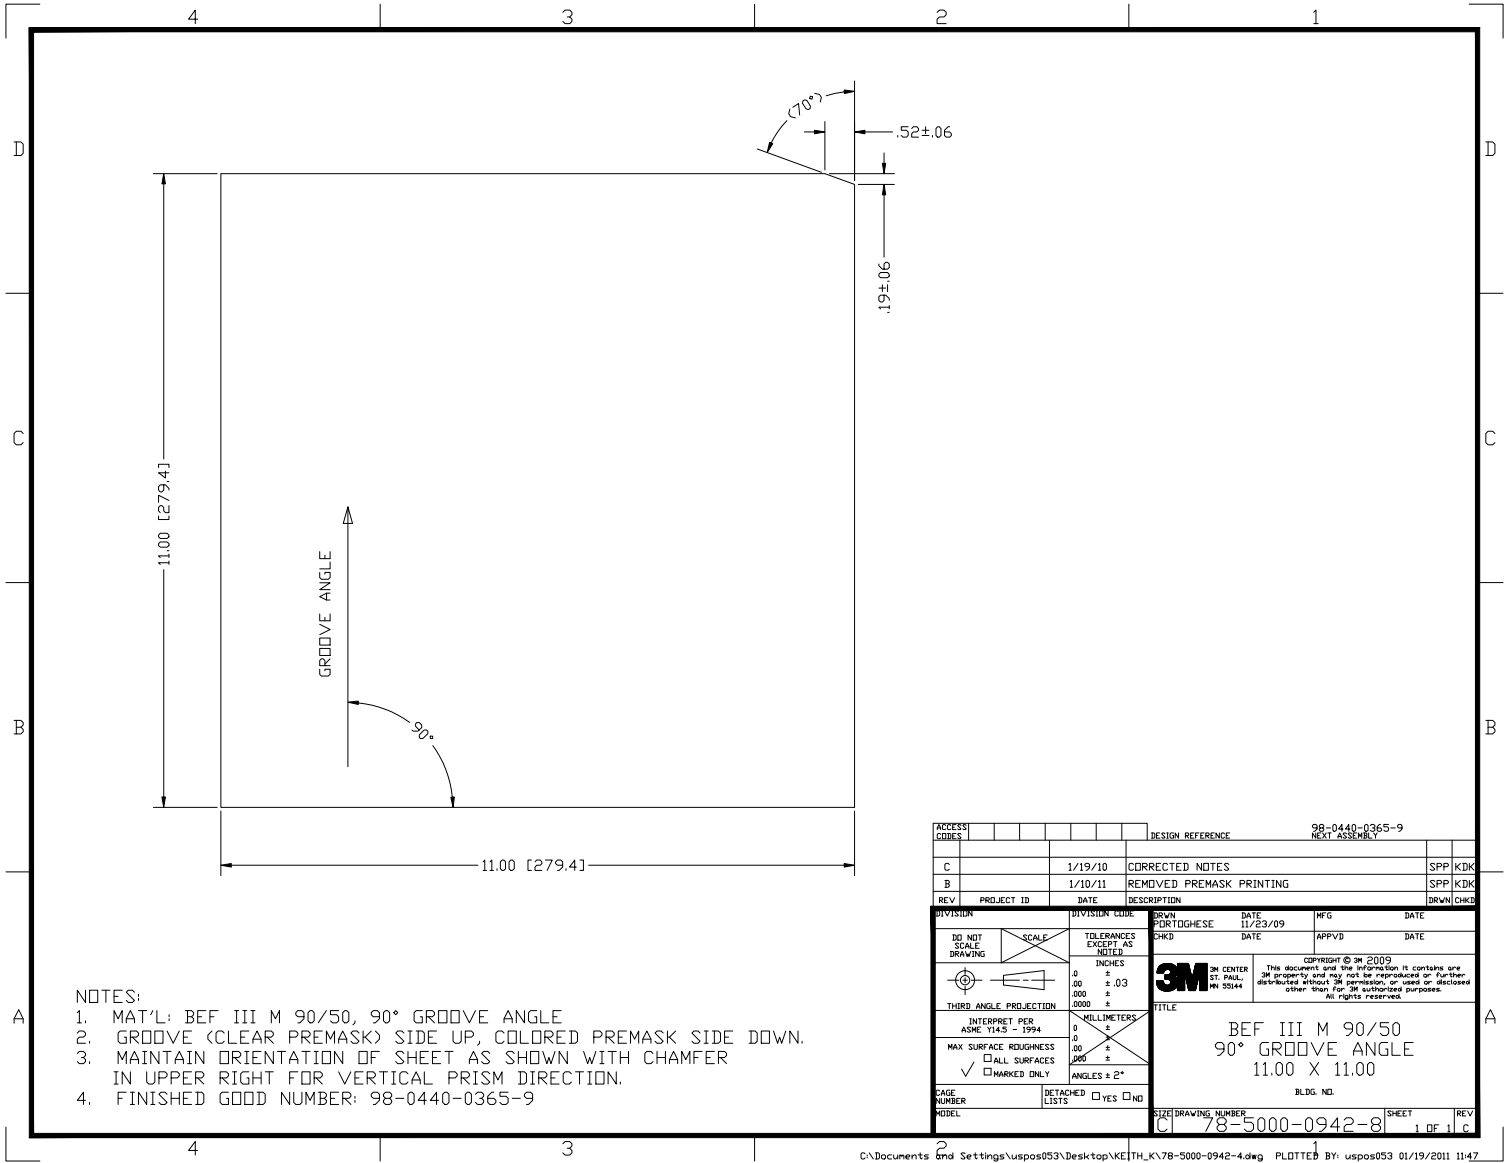 4 3 2 1
D D
(70°)
.52±.06
.19±.06
C C
11.00 [279.4]
GROOVE ANGLE
90°
B B
11.00 [279.4]
ACCESS
CODES
DESIGN REFERENCE
98-0440-0365-9
NEXT ASSEMBLY
C 1/19/10 CORRECTED NOTES SPP KDK
B 1/10/11 REMOVED PREMASK PRINTING SPP KDK
REV PROJECT ID DATE DESCRIPTION DRWN CHKD
DIVISION DIVISION CODE
DO NOT
SCALE
DRAWING
SCALE
TOLERANCES
EXCEPT AS
NOTED
INCHES
.0 ±
.00 ± .03
.000 ±
.0000 ±
THIRD ANGLE PROJECTION
INTERPRET PER
ASME Y14.5 - 1994
MILLIMETERS
0 ±
.0 ±
.00 ±
.000 ±
MAX SURFACE ROUGHNESS
ALL SURFACES
MARKED ONLY
ANGLES ± 2°
CAGE
NUMBER
DETACHED
LISTS
YES NO
MODEL
DRWN DATE MFG DATE
PORTOGHESE 11/23/09
CHKD DATE APPVD DATE
3M
3M CENTER
ST. PAUL,
MN 55144
COPYRIGHT © 3M 2009
This document and the information it contains are
3M property and may not be reproduced or further
distributed without 3M permission, or used or disclosed
other than for 3M authorized purposes.
All rights reserved.
TITLE
BEF III M 90/50
90° GROOVE ANGLE
11.00 X 11.00
BLDG. NO.
SIZE DRAWING NUMBER SHEET REV
C 78-5000-0942-8 1 OF 1 C
A A
NOTES:
1. MAT'L: BEF III M 90/50, 90° GROOVE ANGLE
2. GROOVE (CLEAR PREMASK) SIDE UP, COLORED PREMASK SIDE DOWN.
3. MAINTAIN ORIENTATION OF SHEET AS SHOWN WITH CHAMFER
IN UPPER RIGHT FOR VERTICAL PRISM DIRECTION.
4. FINISHED GOOD NUMBER: 98-0440-0365-9
4 3 2 1
C:\Documents and Settings\uspos053\Desktop\KEITH_K\78-5000-0942-4.dwg PLOTTED BY: uspos053 01/19/2011 11:47